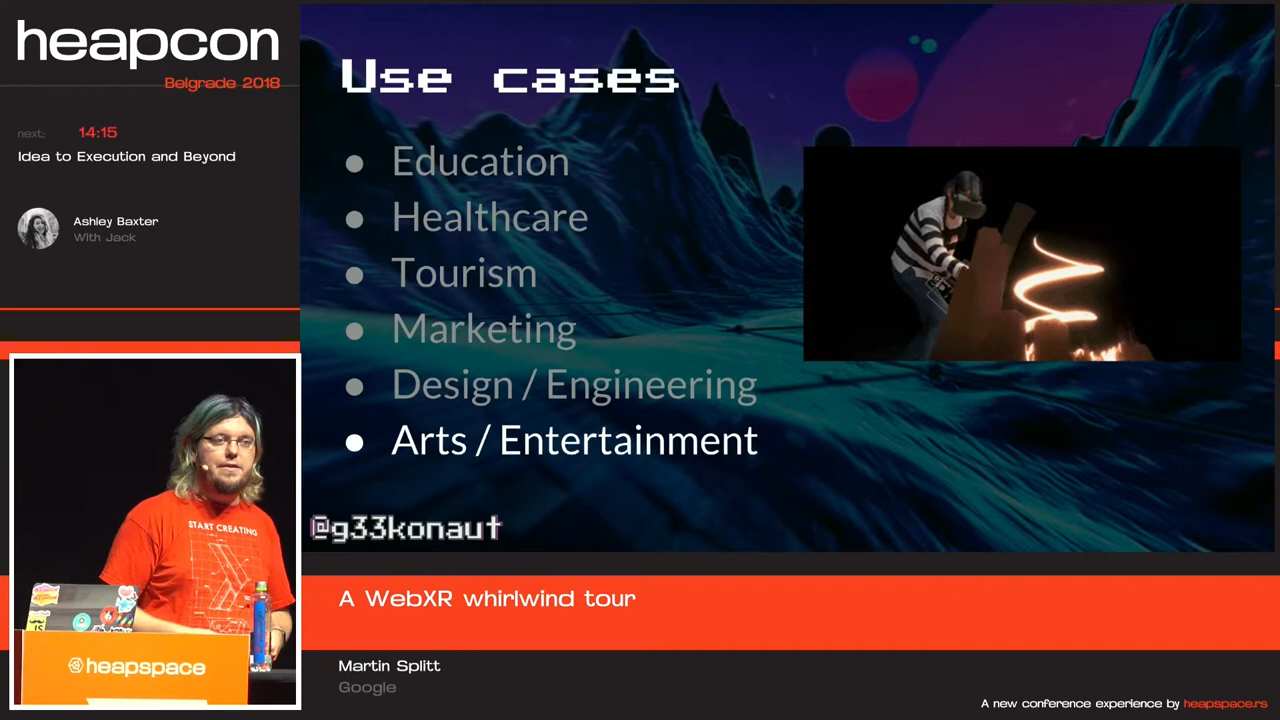 heapcon
Belgrade 2018
next: 14:15
Idea to Execution and Beyond
Ashley Baxter
With Jack
Use cases
● Education
● Healthcare
● Tourism
● Marketing
● Design / Engineering
● Arts / Entertainment
@g33konaut
START CREATING
JS
heapspace
A WebXR whirlwind tour
Martin Splitt
Google
A new conference experience by heapspace.rs